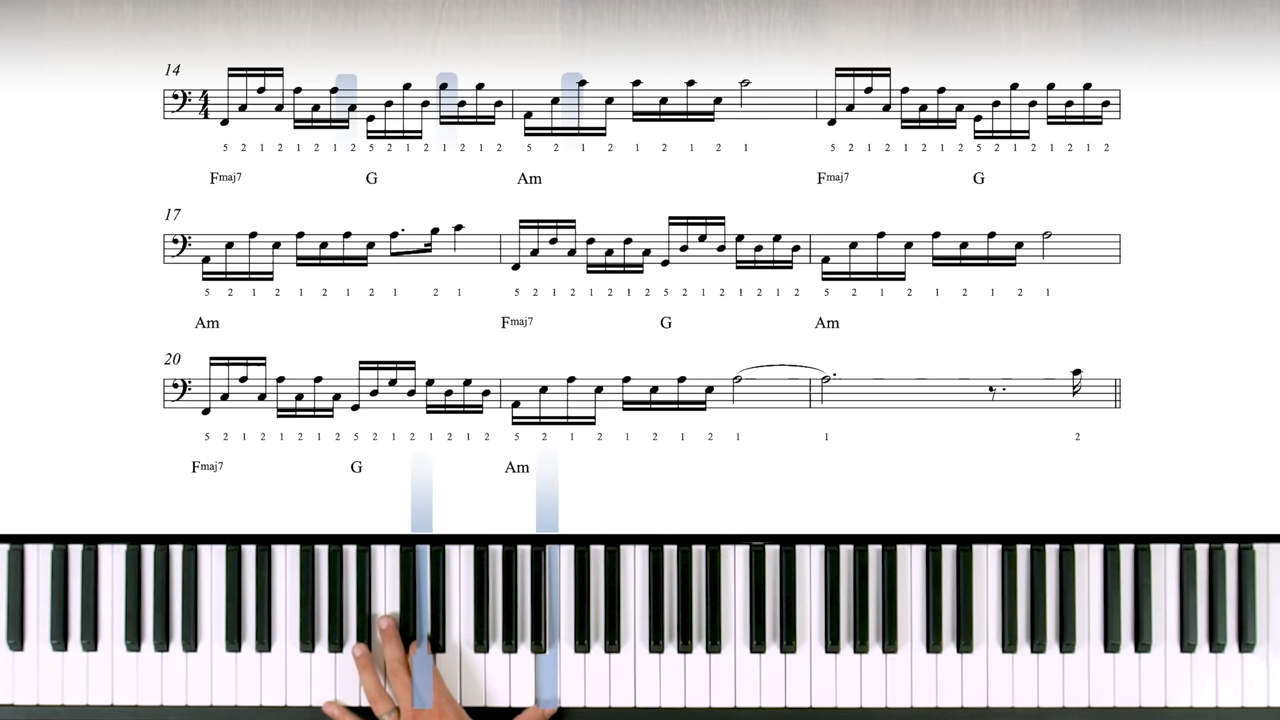 14
4
4
5 2 1 2 1 2 1 2 5 2 1 2 1 2 1 2 5 2 1 2 1 2 1 2 1 5 2 1 2 1 2 1 2 5 2 1 2 1 2 1 2
Fmaj7 G Am Fmaj7 G
17
5 2 1 2 1 2 1 2 1 2 1 5 2 1 2 1 2 1 2 5 2 1 2 1 2 1 2 5 2 1 2 1 2 1 2 1
Am Fmaj7 G Am
20
5 2 1 2 1 2 1 2 5 2 1 2 1 2 1 2 5 2 1 2 1 2 1 2 1 1 2
Fmaj7 G Am